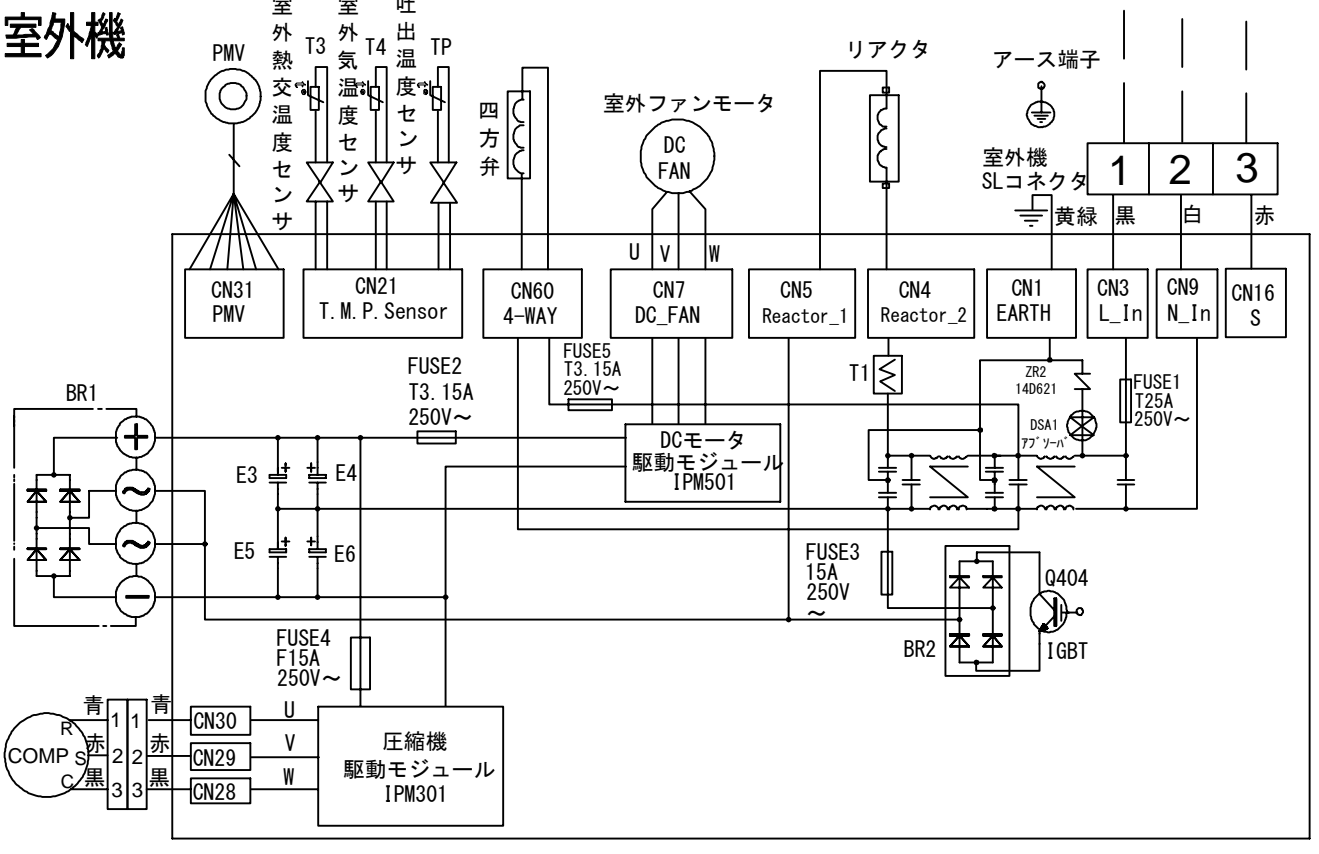 室外機
PMV
室外熱交温度センサ
T3
室外気温度センサ
T4
吐出温度センサ
TP
四方弁
室外ファンモータ
DC
FAN
リアクタ
アース端子
室外機
SLコネクタ
1
2
3
黄緑
黒
白
赤
U
V
W
CN31
PMV
CN21
T.M.P.Sensor
CN60
4-WAY
CN7
DC_FAN
CN5
Reactor_1
CN4
Reactor_2
CN1
EARTH
CN3
L_In
CN9
N_In
CN16
S
BR1
FUSE2
T3.15A
250V～
FUSE5
T3.15A
250V～
T1
ZR2
14D621
DSA1
アブソーバ
FUSE1
T25A
250V～
+
～
～
−
E3
+
+
E4
E5
+
+
E6
DCモータ
駆動モジュール
IPM501
FUSE3
15A
250V
～
BR2
Q404
IGBT
FUSE4
F15A
250V～
COMP
R
S
C
青
赤
黒
1
2
3
1
2
3
青
赤
黒
CN30
CN29
CN28
U
V
W
圧縮機
駆動モジュール
IPM301